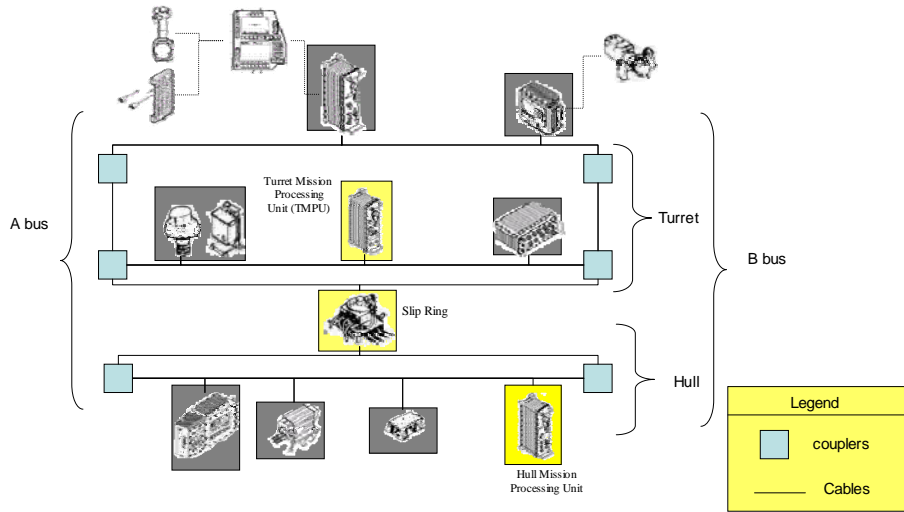 Turret Mission
Processing
Unit (TMPU)
A bus
Turret
B bus
Slip Ring
Hull
Legend
couplers
Cables
Hull Mission
Processing Unit